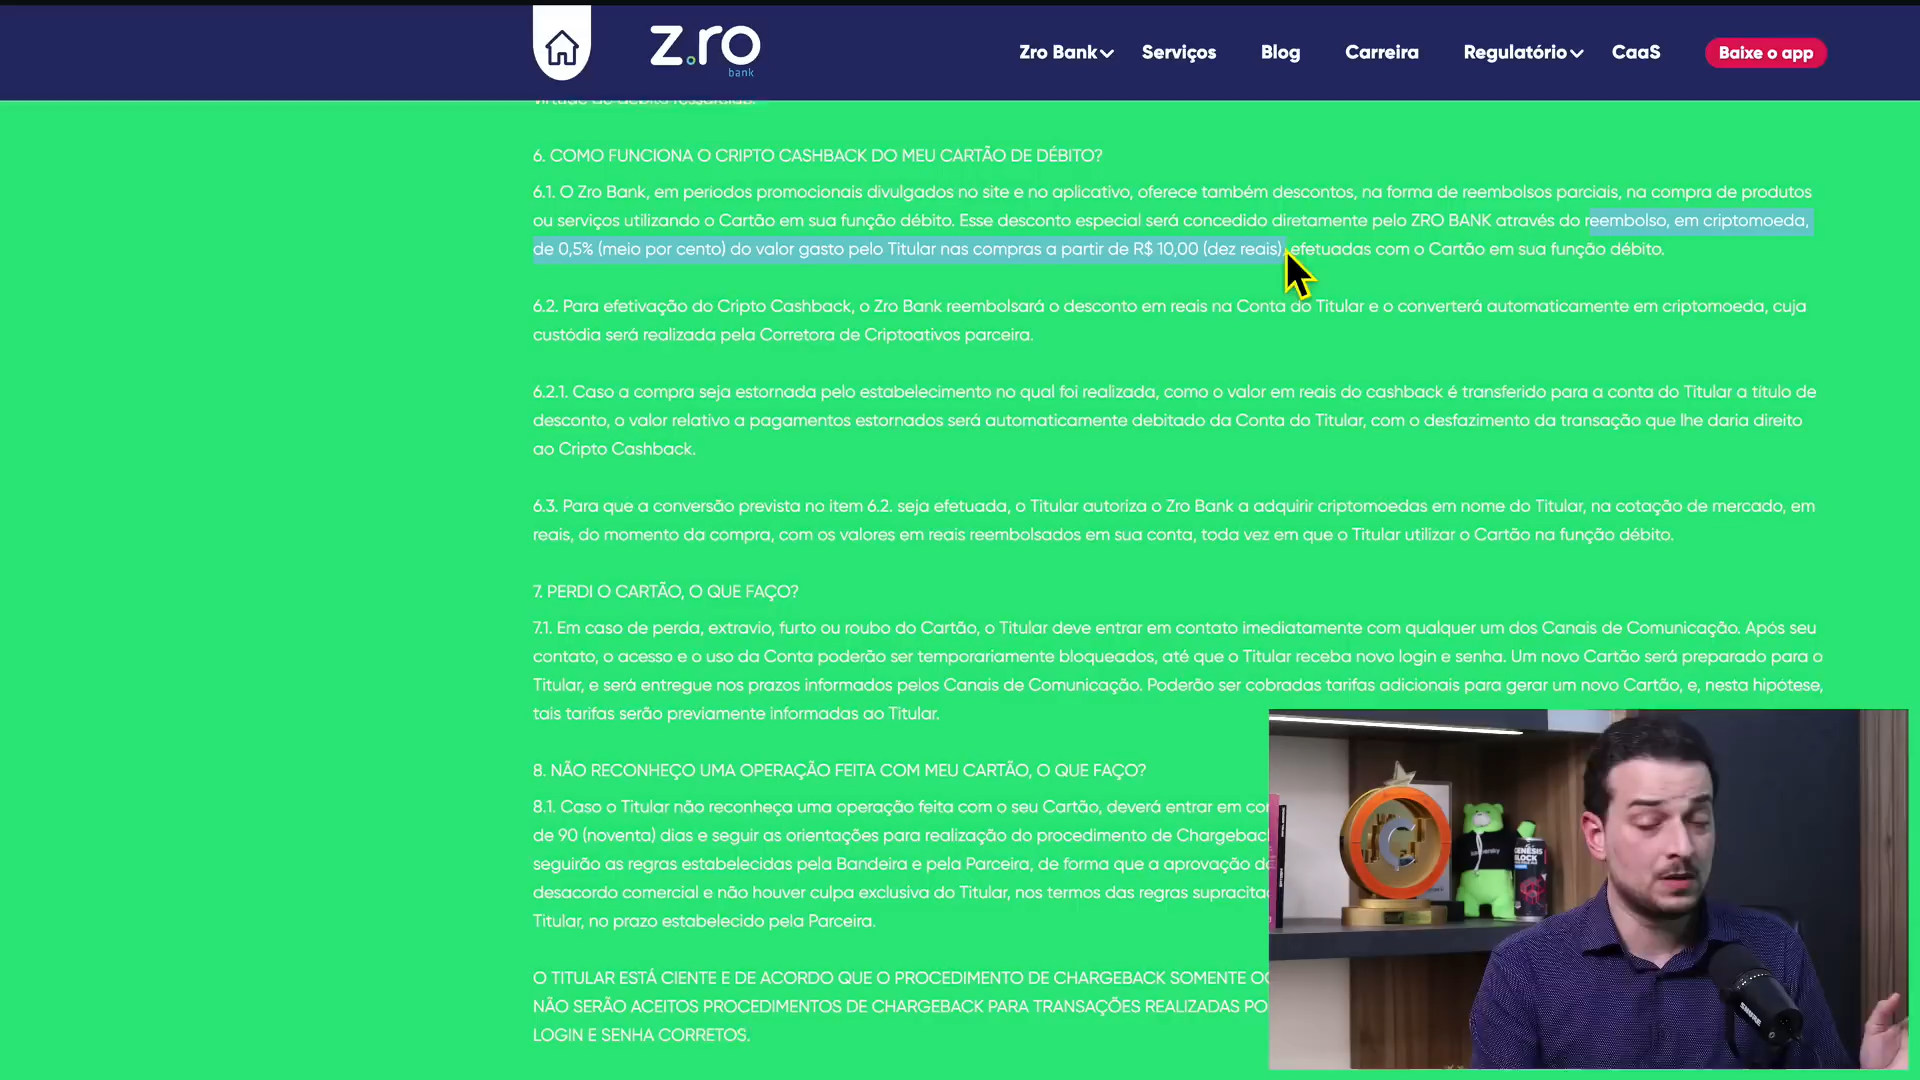 z.ro
bank
Zro Bank
Serviços
Blog
Carreira
Regulatório
CaaS
Baixe o app
virtude de débito ressarcido.
6. COMO FUNCIONA O CRIPTO CASHBACK DO MEU CARTÃO DE DÉBITO?
6.1. O Zro Bank, em períodos promocionais divulgados no site e no aplicativo, oferece também descontos, na forma de reembolsos parciais, na compra de produtos
ou serviços utilizando o Cartão em sua função débito. Esse desconto especial será concedido diretamente pelo ZRO BANK através do reembolso, em criptomoeda,
de 0,5% (meio por cento) do valor gasto pelo Titular nas compras a partir de R$ 10,00 (dez reais), efetuadas com o Cartão em sua função débito.
6.2. Para efetivação do Cripto Cashback, o Zro Bank reembolsará o desconto em reais na Conta do Titular e o converterá automaticamente em criptomoeda, cuja
custódia será realizada pela Corretora de Criptoativos parceira.
6.2.1. Caso a compra seja estornada pelo estabelecimento no qual foi realizada, como o valor em reais do cashback é transferido para a conta do Titular a título de
desconto, o valor relativo a pagamentos estornados será automaticamente debitado da Conta do Titular, com o desfazimento da transação que lhe daria direito
ao Cripto Cashback.
6.3. Para que a conversão prevista no item 6.2. seja efetuada, o Titular autoriza o Zro Bank a adquirir criptomoedas em nome do Titular, na cotação de mercado, em
reais, do momento da compra, com os valores em reais reembolsados em sua conta, toda vez em que o Titular utilizar o Cartão na função débito.
7. PERDI O CARTÃO, O QUE FAÇO?
7.1. Em caso de perda, extravio, furto ou roubo do Cartão, o Titular deve entrar em contato imediatamente com qualquer um dos Canais de Comunicação. Após seu
contato, o acesso e o uso da Conta poderão ser temporariamente bloqueados, até que o Titular receba novo login e senha. Um novo Cartão será preparado para o
Titular, e será entregue nos prazos informados pelos Canais de Comunicação. Poderão ser cobradas tarifas adicionais para gerar um novo Cartão, e, nesta hipótese,
tais tarifas serão previamente informadas ao Titular.
8. NÃO RECONHEÇO UMA OPERAÇÃO FEITA COM MEU CARTÃO, O QUE FAÇO?
8.1. Caso o Titular não reconheça uma operação feita com o seu Cartão, deverá entrar em co
de 90 (noventa) dias e seguir as orientações para realização do procedimento de Chargeback
seguirão as regras estabelecidas pela Bandeira e pela Parceira, de forma que a aprovação d
desacordo comercial e não houver culpa exclusiva do Titular, nos termos das regras supracita
Titular, no prazo estabelecido pela Parceira.
O TITULAR ESTÁ CIENTE E DE ACORDO QUE O PROCEDIMENTO DE CHARGEBACK SOMENTE OC
NÃO SERÃO ACEITOS PROCEDIMENTOS DE CHARGEBACK PARA TRANSAÇÕES REALIZADAS PO
LOGIN E SENHA CORRETOS.
GENESIS
BLOCK
SHURE